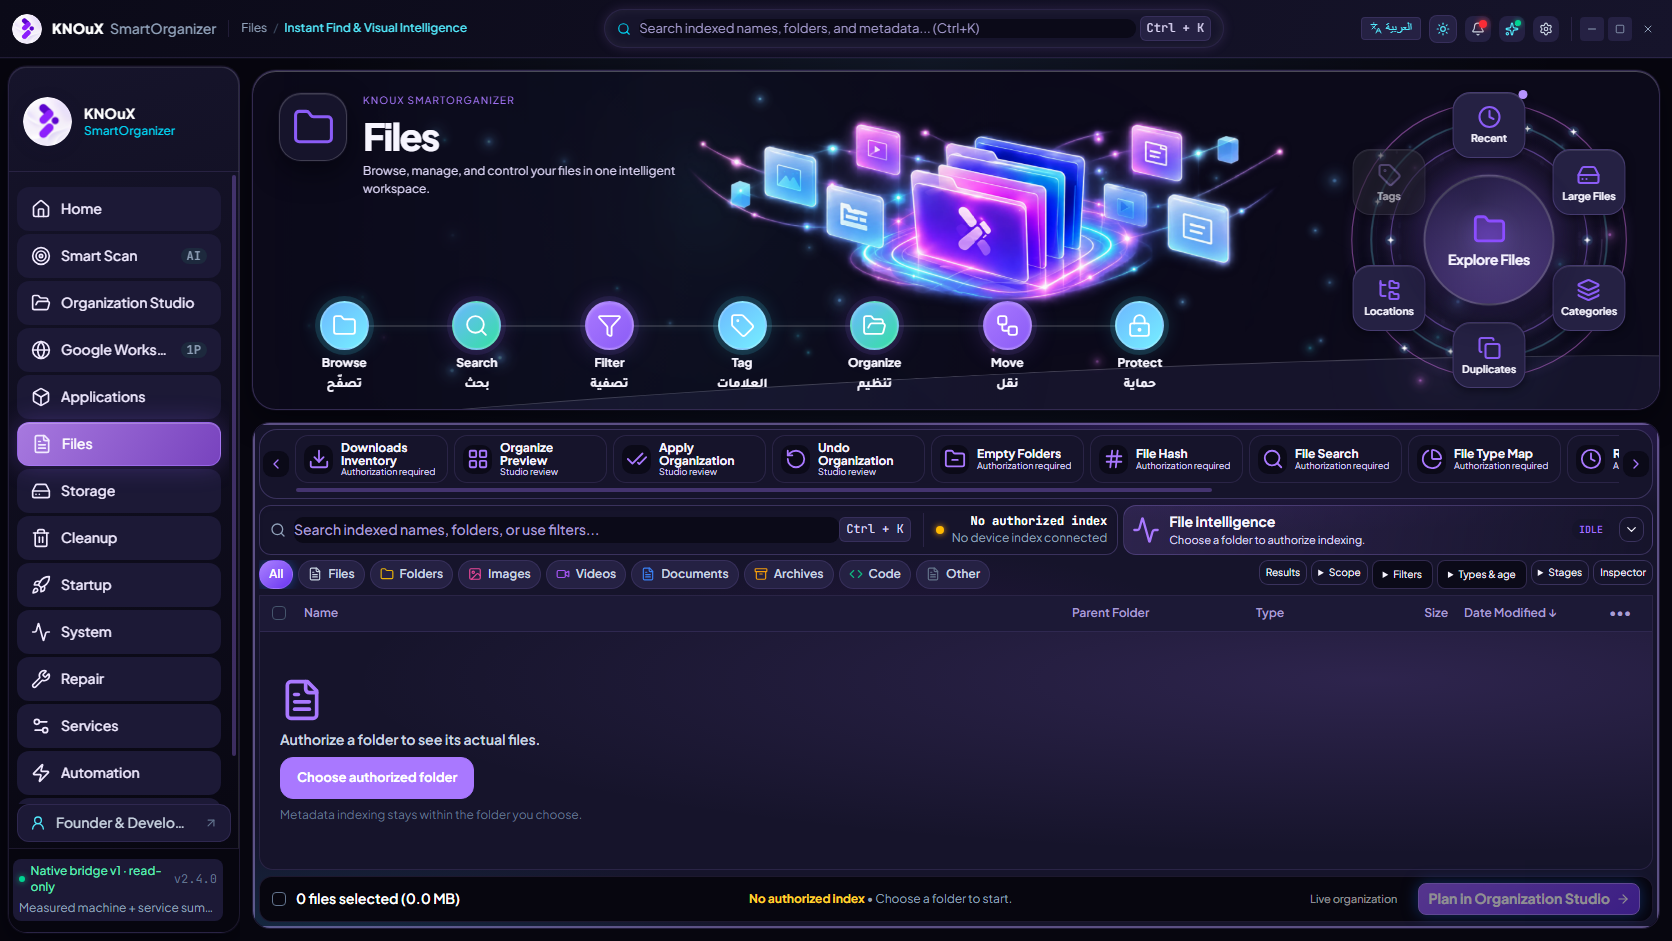 KNOuX SmartOrganizer
Files / Instant Find & Visual Intelligence
Search indexed names, folders, and metadata... (Ctrl+K)
Ctrl + K
العربية
KNOuX
SmartOrganizer
Home
Smart Scan AI
Organization Studio
Google Works... 1P
Applications
Files
Storage
Cleanup
Startup
System
Repair
Services
Automation
Founder & Develo...
Native bridge v1 · read-only
v2.4.0
Measured machine + service sum...
KNOUX SMARTORGANIZER
Files
Browse, manage, and control your files in one intelligent
workspace.
Browse
تصفّح
Search
بحث
Filter
تصفية
Tag
العلامات
Organize
تنظيم
Move
نقل
Protect
حماية
Recent
Tags
Large Files
Explore Files
Locations
Categories
Duplicates
Downloads Inventory
Authorization required
Organize Preview
Studio review
Apply Organization
Studio review
Undo Organization
Studio review
Empty Folders
Authorization required
File Hash
Authorization required
File Search
Authorization required
File Type Map
Authorization required
Search indexed names, folders, or use filters...
Ctrl + K
No authorized index
No device index connected
File intelligence
Choose a folder to authorize indexing.
IDLE
All Files Folders Images Videos Documents Archives Code Other
Results Scope Filters Types & age Stages Inspector
Name Parent Folder Type Size Date Modified ↓ •••
Authorize a folder to see its actual files.
Choose authorized folder
Metadata indexing stays within the folder you choose.
0 files selected (0.0 MB)
No authorized index • Choose a folder to start.
Live organization
Plan in Organization Studio →